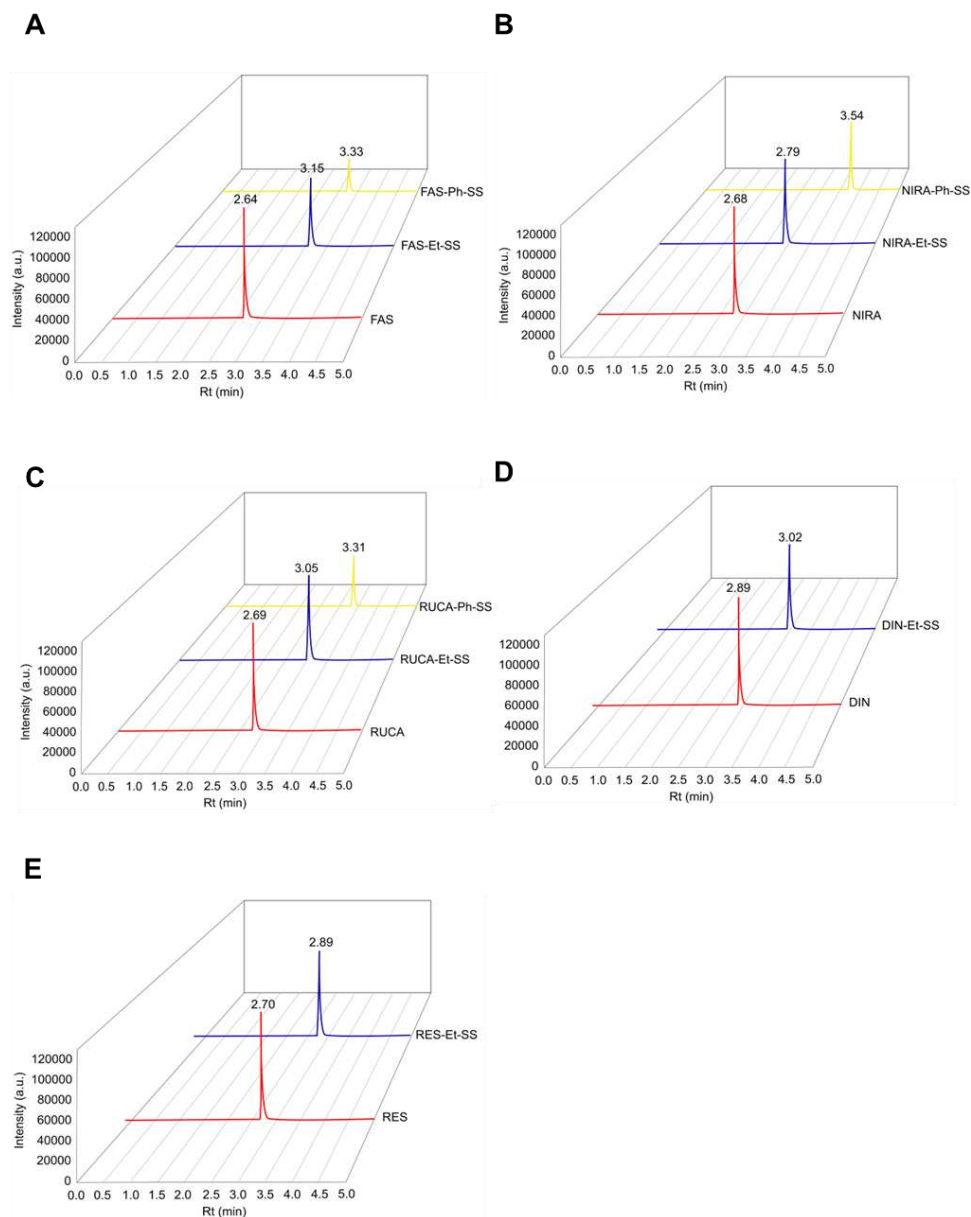 A
3.33
3.15
2.64
FAS-Ph-SS
FAS-Et-SS
FAS
Intensity (a.u.)
120000
100000
80000
60000
40000
20000
0
0.0 0.5 1.0 1.5 2.0 2.5 3.0 3.5 4.0 4.5 5.0
Rt (min)
B
3.54
2.79
2.68
NIRA-Ph-SS
NIRA-Et-SS
NIRA
Intensity (a.u.)
120000
100000
80000
60000
40000
20000
0
0.0 0.5 1.0 1.5 2.0 2.5 3.0 3.5 4.0 4.5 5.0
Rt (min)
C
3.31
3.05
2.69
RUCA-Ph-SS
RUCA-Et-SS
RUCA
Intensity (a.u.)
120000
100000
80000
60000
40000
20000
0
0.0 0.5 1.0 1.5 2.0 2.5 3.0 3.5 4.0 4.5 5.0
Rt (min)
D
3.02
2.89
DIN-Et-SS
DIN
Intensity (a.u.)
120000
100000
80000
60000
40000
20000
0
0.0 0.5 1.0 1.5 2.0 2.5 3.0 3.5 4.0 4.5 5.0
Rt (min)
E
2.89
2.70
RES-Et-SS
RES
Intensity (a.u.)
120000
100000
80000
60000
40000
20000
0
0.0 0.5 1.0 1.5 2.0 2.5 3.0 3.5 4.0 4.5 5.0
Rt (min)